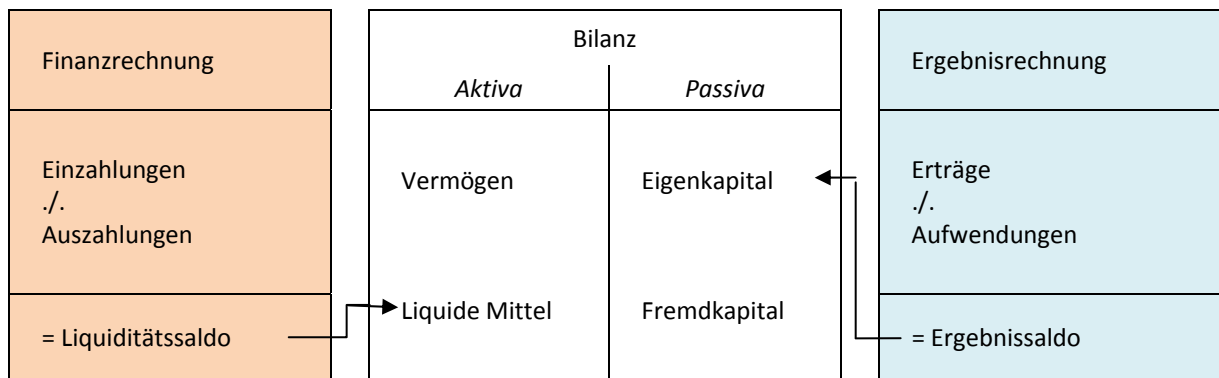 Finanzrechnung
Einzahlungen
./.
Auszahlungen
= Liquiditätssaldo
Bilanz
Aktiva Passiva
Vermögen Eigenkapital
Liquide Mittel Fremdkapital
Ergebnisrechnung
Erträge
./.
Aufwendungen
= Ergebnissaldo